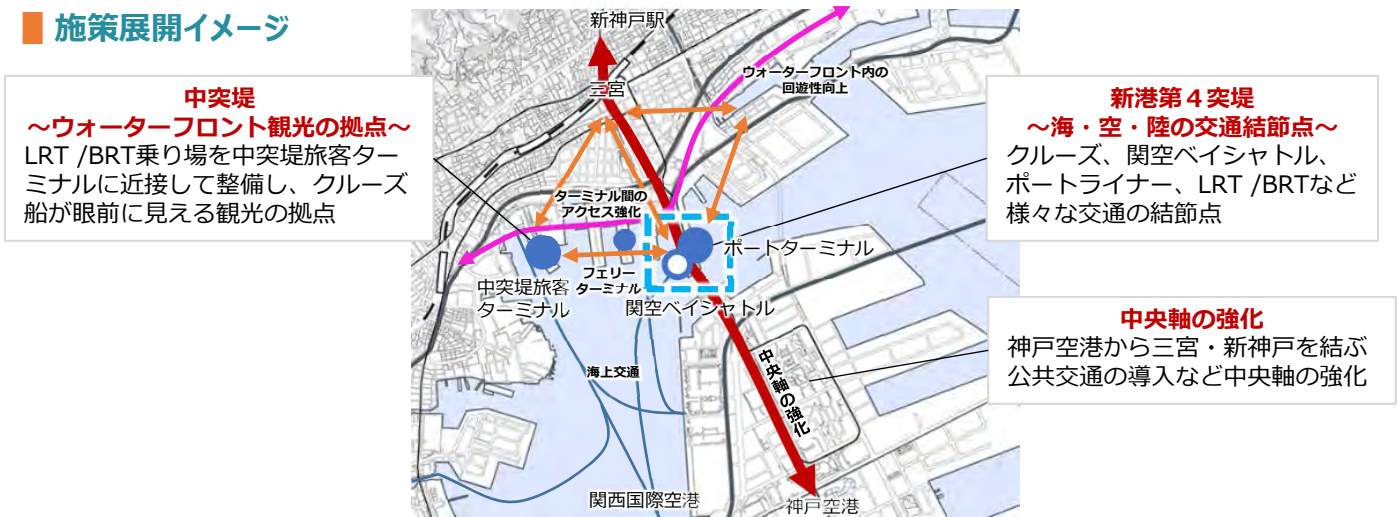 施策展開イメージ
中突堤
～ウォーターフロント観光の拠点～
LRT /BRT乗り場を中突堤旅客ター
ミナルに近接して整備し、クルーズ
船が眼前に見える観光の拠点
新神戸駅
三宮
ウォーターフロント内の
回遊性向上
ターミナル間の
アクセス強化
ポートターミナル
中突堤旅客
ターミナル
フェリー
ターミナル
関空ベイシャトル
海上交通
中央軸の強化
関西国際空港
神戸空港
新港第４突堤
～海・空・陸の交通結節点～
クルーズ、関空ベイシャトル、
ポートライナー、LRT /BRTなど
様々な交通の結節点
中央軸の強化
神戸空港から三宮・新神戸を結ぶ
公共交通の導入など中央軸の強化